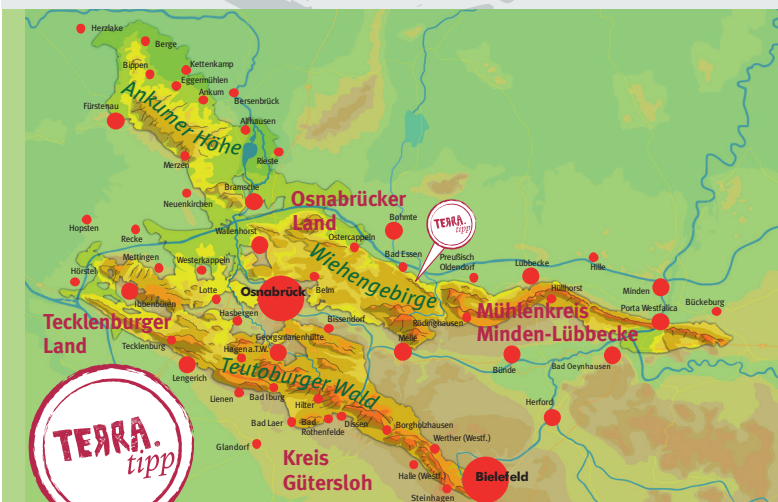 Herzlake
Berge
Bippen
Kettenkamp
Eggermühlen
Ankum
Bersenbrück
Fürstenau
Ankumer Höhe
Alfhausen
Merzen
Rieste
Bramsche
Neuenkirchen
Osnabrücker
Land
Bohmte
TERRA.
tipp
Hopsten
Recke
Wallenhorst
Ostercappeln
Mettingen
Westerkappeln
Wiehengebirge
Bad Essen
Preußisch
Oldendorf
Lübbecke
Hille
Hörstel
Lotte
Osnabrück
Belm
Hüllhorst
Minden
Ibbenbüren
Porta Westfalica
Bückeburg
Tecklenburger
Land
Hasbergen
Bissendorf
Rödinghausen
Mühlenkreis
Minden-Lübbecke
Tecklenburg
Georgsmarienhütte
Hagen a.T.W.
Melle
Teutoburger Wald
Bünde
Bad Oeynhausen
Lengerich
Lienen
Bad Iburg
Hilter
TERRA.
tipp
Bad Laer
Bad
Rothenfelde
Dissen
Borgholzhausen
Herford
Glandorf
Werther (Westf.)
Kreis
Gütersloh
Halle (Westf.)
Bielefeld
Steinhagen